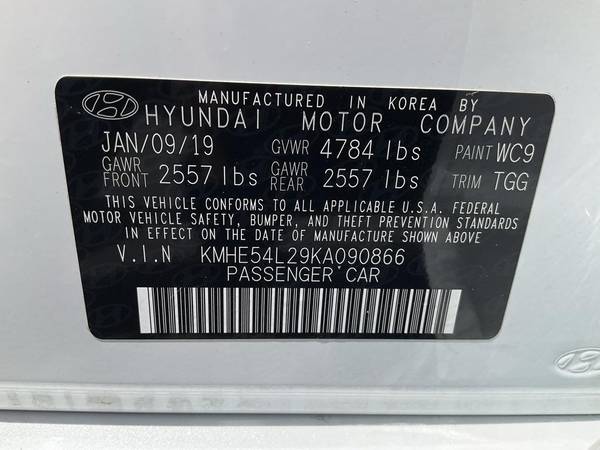 MANUFACTURED IN KOREA BY
HYUNDAI MOTOR COMPANY
JAN/09/19 GVWR 4784 lbs PAINT WC9
GAWR FRONT 2557 lbs GAWR REAR 2557 lbs TRIM TGG
THIS VEHICLE CONFORMS TO ALL APPLICABLE U.S.A. FEDERAL
MOTOR VEHICLE SAFETY, BUMPER, AND THEFT PREVENTION STANDARDS
IN EFFECT ON THE DATE OF MANUFACTURE SHOWN ABOVE.
V.I.N KMHE54L29KA090866
PASSENGER CAR